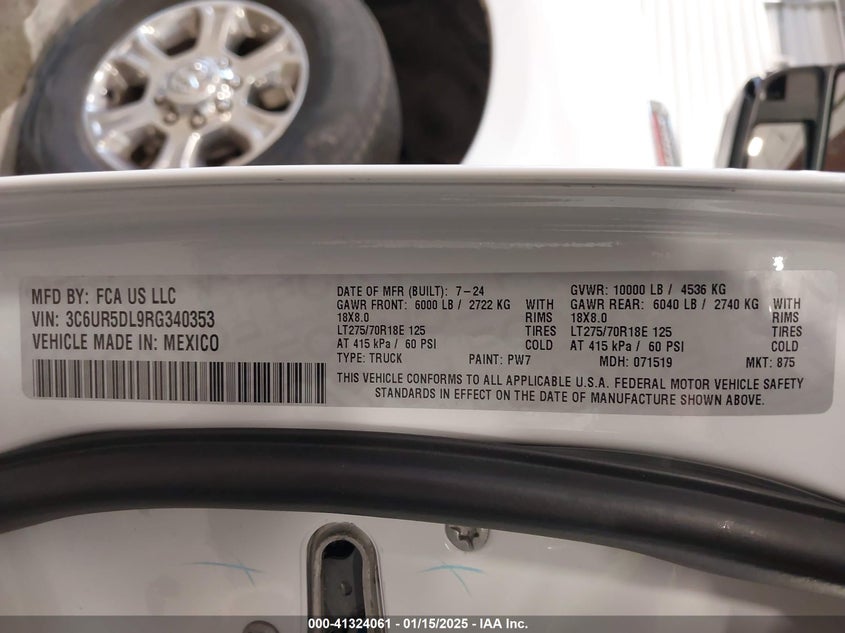 MFD BY: FCA US LLC
VIN: 3C6UR5DL9RG340353
VEHICLE MADE IN: MEXICO
DATE OF MFR (BUILT): 7-24
GAWR FRONT: 6000 LB / 2722 KG WITH
18X8.0 RIMS
LT275/70R18E 125 TIRES
AT 415 kPa / 60 PSI COLD
TYPE: TRUCK PAINT: PW7
GVWR: 10000 LB / 4536 KG
GAWR REAR: 6040 LB / 2740 KG WITH
18X8.0 RIMS
LT275/70R18E 125 TIRES
AT 415 kPa / 60 PSI COLD
MDH: 071519 MKT: 875
THIS VEHICLE CONFORMS TO ALL APPLICABLE U.S.A. FEDERAL MOTOR VEHICLE SAFETY
STANDARDS IN EFFECT ON THE DATE OF MANUFACTURE SHOWN ABOVE.
000-41324061 - 01/15/2025 - IAA Inc.